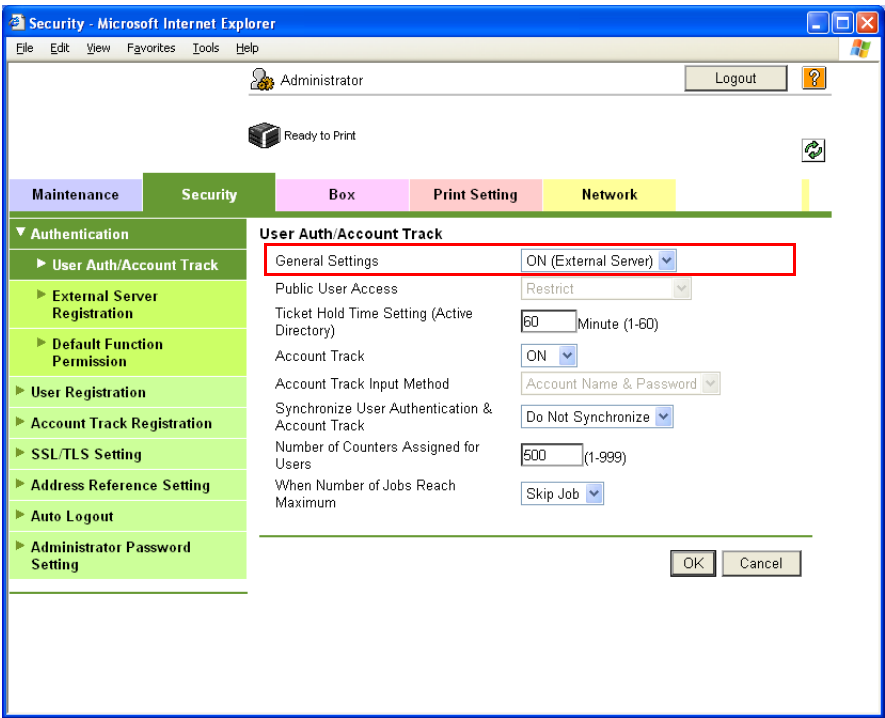 Security - Microsoft Internet Explorer
File Edit View Favorites Tools Help
Administrator
Logout
?
Ready to Print
Maintenance Security Box Print Setting Network
Authentication
User Auth/Account Track
External Server
Registration
Default Function
Permission
User Registration
Account Track Registration
SSL/TLS Setting
Address Reference Setting
Auto Logout
Administrator Password
Setting
User Auth/Account Track
General Settings ON (External Server)
Public User Access Restrict
Ticket Hold Time Setting (Active
Directory) 60 Minute (1-60)
Account Track ON
Account Track Input Method Account Name & Password
Synchronize User Authentication &
Account Track Do Not Synchronize
Number of Counters Assigned for
Users 500 (1-999)
When Number of Jobs Reach
Maximum Skip Job
OK Cancel